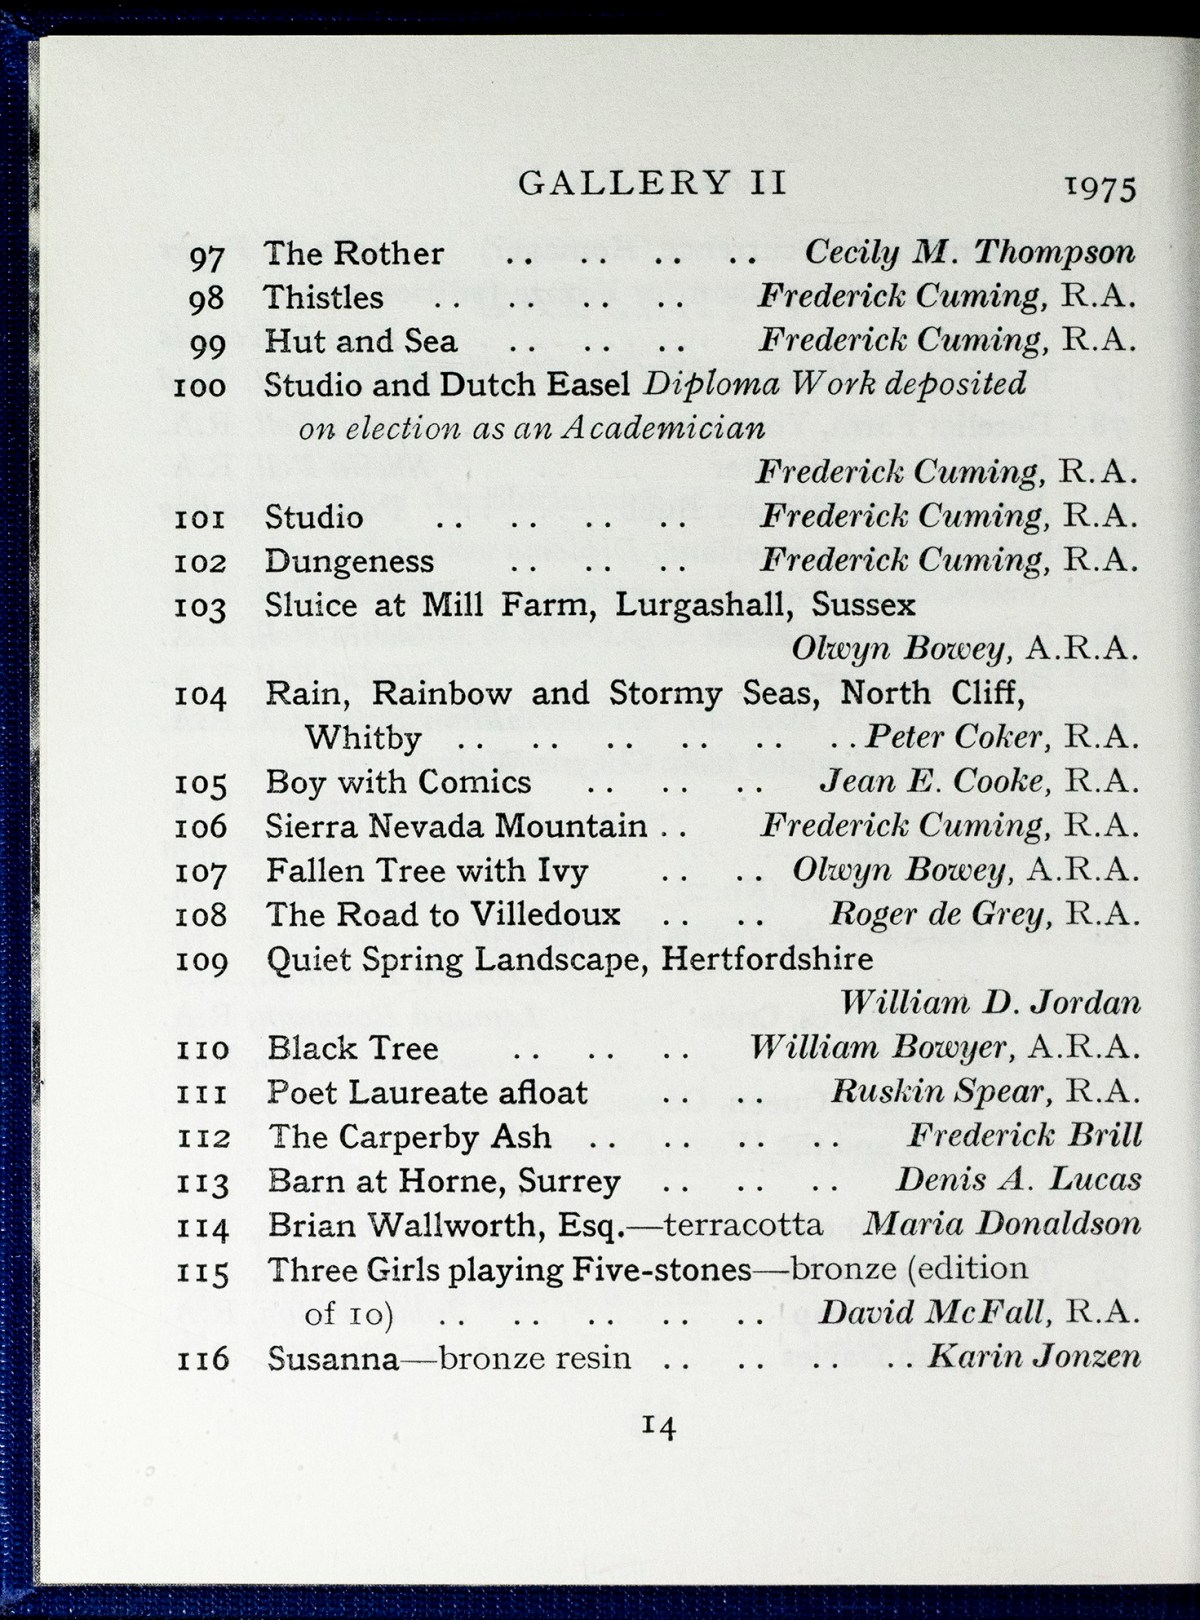 GALLERY II 1975
97 The Rother .. .. .. .. Cecily M. Thompson
98 Thistles .. .. .. .. Frederick Cuming, R.A.
99 Hut and Sea .. .. .. Frederick Cuming, R.A.
100 Studio and Dutch Easel Diploma Work deposited
on election as an Academician
Frederick Cuming, R.A.
101 Studio .. .. .. .. Frederick Cuming, R.A.
102 Dungeness .. .. .. Frederick Cuming, R.A.
103 Sluice at Mill Farm, Lurgashall, Sussex
Olwyn Bowey, A.R.A.
104 Rain, Rainbow and Stormy Seas, North Cliff,
Whitby .. .. .. .. .. .. Peter Coker, R.A.
105 Boy with Comics .. .. .. Jean E. Cooke, R.A.
106 Sierra Nevada Mountain .. Frederick Cuming, R.A.
107 Fallen Tree with Ivy .. .. Olwyn Bowey, A.R.A.
108 The Road to Villedoux .. .. Roger de Grey, R.A.
109 Quiet Spring Landscape, Hertfordshire
William D. Jordan
110 Black Tree .. .. .. William Bowyer, A.R.A.
111 Poet Laureate afloat .. .. Ruskin Spear, R.A.
112 The Carperby Ash .. .. .. .. Frederick Brill
113 Barn at Horne, Surrey .. .. .. Denis A. Lucas
114 Brian Wallworth, Esq.—terracotta Maria Donaldson
115 Three Girls playing Five-stones—bronze (edition
of 10) .. .. .. .. .. David McFall, R.A.
116 Susanna—bronze resin .. .. .. .. Karin Jonzen
14